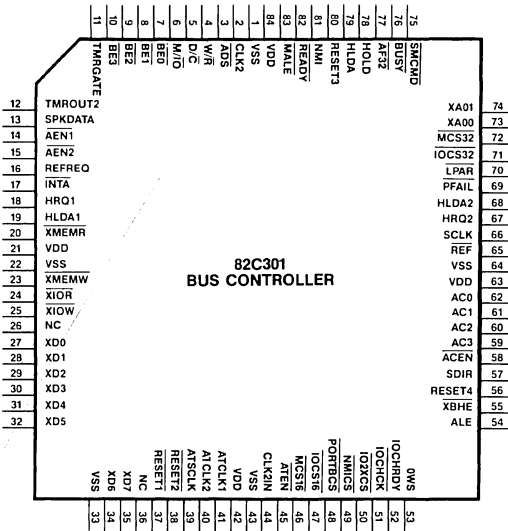 11 10 9 8 7 6 5 4 3 2 1 84 83 82 81 80 79 78 77 76 75
TMRGATE BE3 BE2 BE1 BE0 M/IO D/C W/R ADS CLK2 VSS VDD MALE READY NMI RESET3 HLDA HOLD AF32 BUSY SMCMD
12 TMROUT2
13 SPKDATA
14 AEN1
15 AEN2
16 REFREQ
17 INTA
18 HRQ1
19 HLDA1
20 XMEMR
21 VDD
22 VSS
23 XMEMW
24 XIOR
25 XIOW
26 NC
27 XD0
28 XD1
29 XD2
30 XD3
31 XD4
32 XD5
82C301
BUS CONTROLLER
XA01 74
XA00 73
MCS32 72
IOCS32 71
LPAR 70
PFAIL 69
HLDA2 68
HRQ2 67
SCLK 66
REF 65
VSS 64
VDD 63
AC0 62
AC1 61
AC2 60
AC3 59
ACEN 58
SDIR 57
RESET4 56
XBHE 55
ALE 54
VSS XD6 XD7 NC RESET1 RESET2 ATSCLK ATCLK2 ATCLK1 VDD VSS CLK2IN ATEN MCS16 IOCS16 PORTBCS NMICS IO2XCS IOCHCK IOCHRDY 0WS
33 34 35 36 37 38 39 40 41 42 43 44 45 46 47 48 49 50 51 52 53